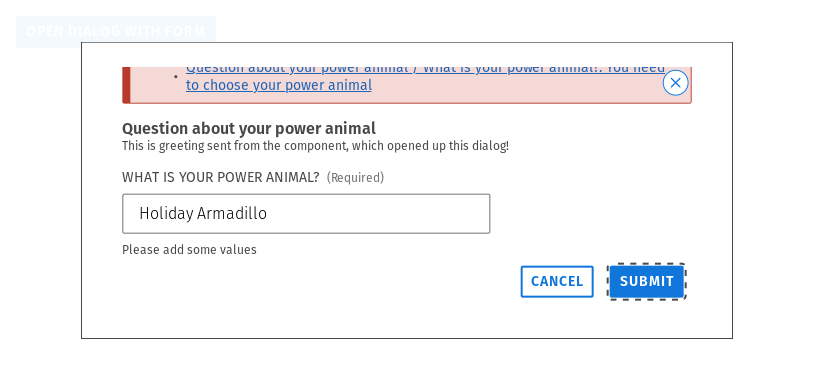 OPEN DIALOG WITH FORM
Question about your power animal / What is your power animal?: You need
to choose your power animal
Question about your power animal
This is greeting sent from the component, which opened up this dialog!
WHAT IS YOUR POWER ANIMAL? (Required)
Holiday Armadillo
Please add some values
CANCEL SUBMIT